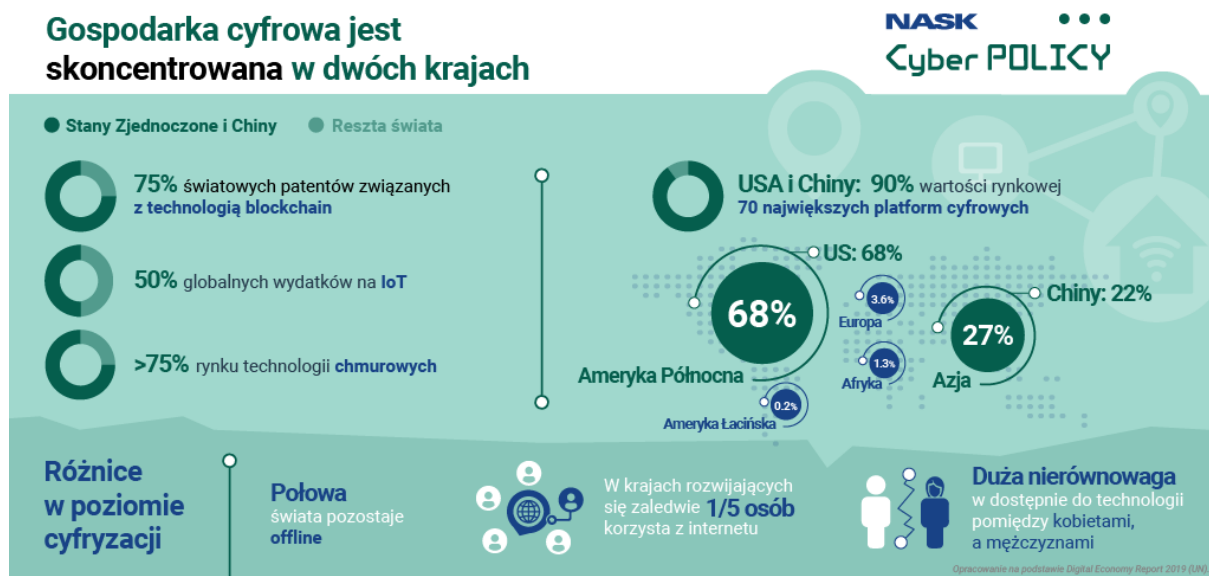 Gospodarka cyfrowa jest
skoncentrowana w dwóch krajach
NASK
Cyber POLICY
Stany Zjednoczone i Chiny
Reszta świata
75% światowych patentów związanych
z technologią blockchain
50% globalnych wydatków na IoT
>75% rynku technologii chmurowych
USA i Chiny: 90% wartości rynkowej
70 największych platform cyfrowych
US: 68%
68%
Ameryka Północna
3.6%
Europa
1.3%
Afryka
0.2%
Ameryka Łacińska
Chiny: 22%
27%
Azja
Różnice
w poziomie
cyfryzacji
Połowa
świata pozostaje
offline
W krajach rozwijających
się zaledwie 1/5 osób
korzysta z internetu
Duża nierównowaga
w dostępnie do technologii
pomiędzy kobietami,
a mężczyznami
Opracowanie na podstawie Digital Economy Report 2019 (UN)